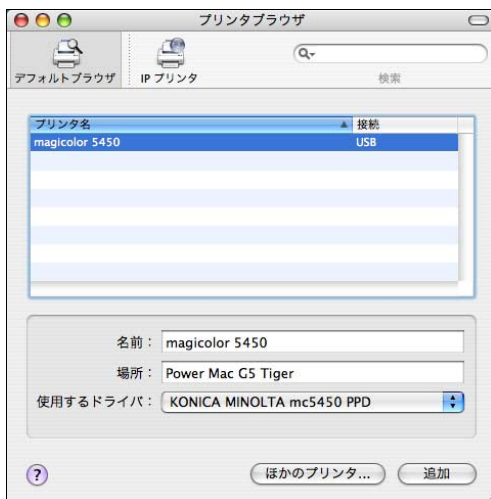 プリンタブラウザ
デフォルトブラウザ
IP プリンタ
検索
プリンタ名
接続
magicolor 5450
USB
名前：
magicolor 5450
場所：
Power Mac G5 Tiger
使用するドライバ：
KONICA MINOLTA mc5450 PPD
?
ほかのプリンタ...
追加